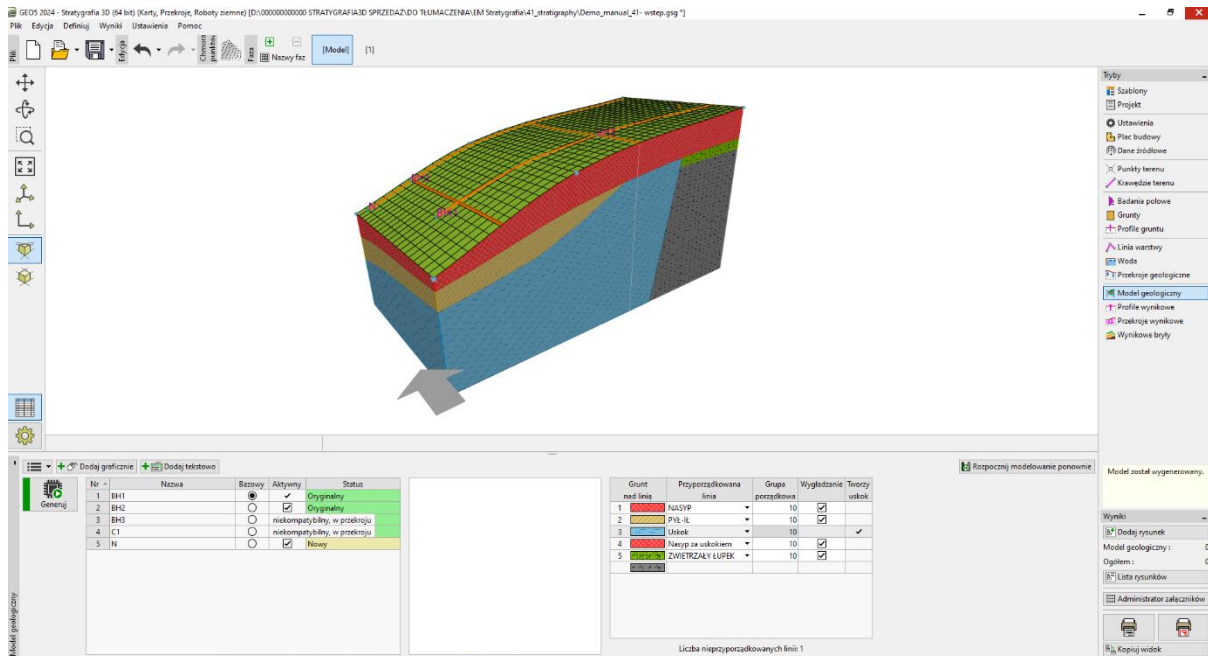 GEO5 2024 - Stratygrafia 3D (64 bit) (Karty, Przekroje, Roboty ziemne) [D:\000000000000 STRATYGRAFIA3D SPRZEDAŻ\DO TŁUMACZENIA\EM Stratygrafia\41_stratigraphy\Demo_manual_41- wstep.gsg *]
Plik Edycja Definiuj Wyniki Ustawienia Pomoc
Plik
Edycja
Chmura punktów
Faza
Nazwy faz
[Model]
[1]
Tryby
Szablony
Projekt
Ustawienia
Plac budowy
Dane źródłowe
Punkty terenu
Krawędzie terenu
Badania polowe
Grunty
Profile gruntu
Linia warstwy
Woda
Przekroje geologiczne
Model geologiczny
Profile wynikowe
Przekroje wynikowe
Wynikowe bryły
N
BH1
Dodaj graficznie
Dodaj tekstowo
Rozpocznij modelowanie ponownie
Generuj
Nr Nazwa Bazowy Aktywny Status
1 BH1 Oryginalny
2 BH2 Oryginalny
3 BH3 niekompatybilny, w przekroju
4 C1 niekompatybilny, w przekroju
5 N Nowy
Grunt nad linią Przyporządkowana linia Grupa porządkowa Wygładzanie Tworzy uskok
1 NASYP 10
2 PYŁ-IŁ 10
3 Uskok 10
4 Nasyp za uskokiem 10
5 ZWIETRZAŁY ŁUPEK 10
Liczba nieprzyporządkowanych linii: 1
Model geologiczny
Model został wygenerowany.
Wyniki
Dodaj rysunek
Model geologiczny : 0
Ogółem : 0
Lista rysunków
Administrator załączników
Kopiuj widok